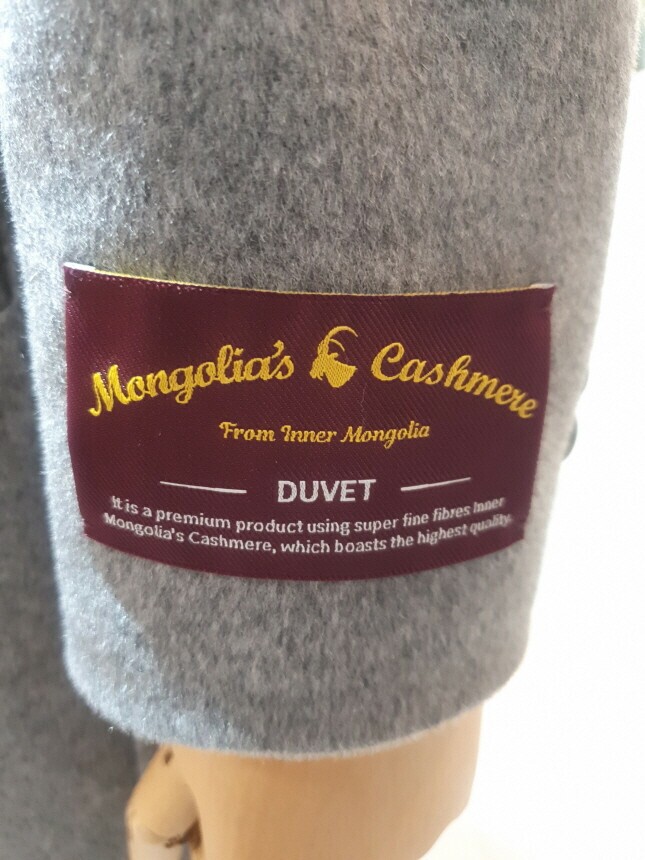 Mongolia's Cashmere
From Inner Mongolia
DUVET
It is a premium product using super fine fibres Inner
Mongolia's Cashmere, which boasts the highest quality.